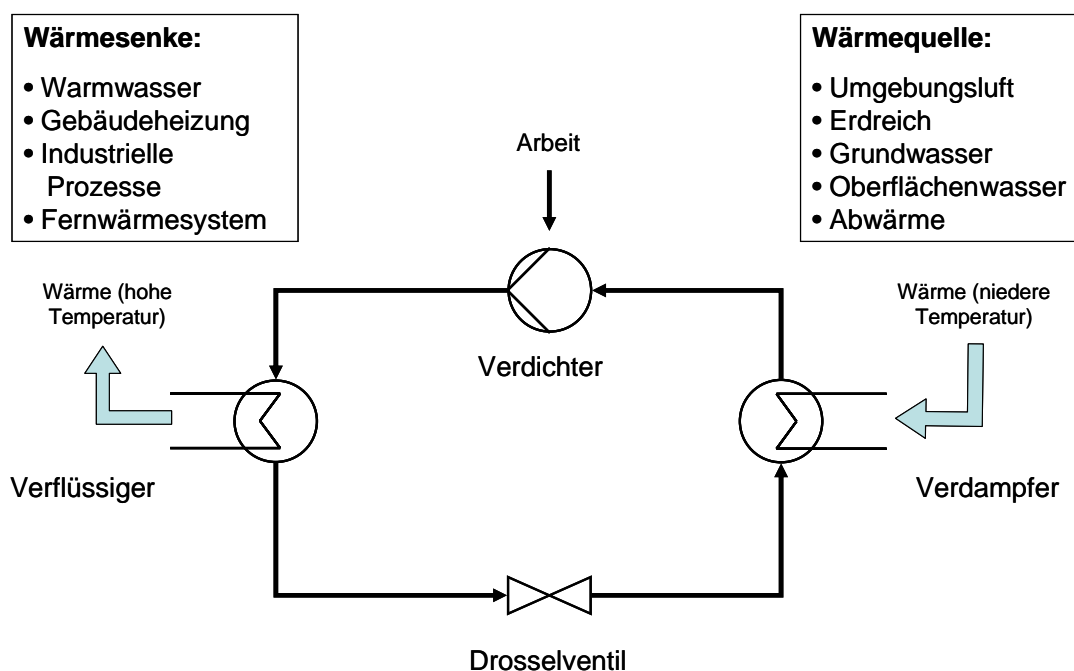 Wärmesenke:
• Warmwasser
• Gebäudeheizung
• Industrielle
Prozesse
• Fernwärmesystem
Wärmequelle:
• Umgebungsluft
• Erdreich
• Grundwasser
• Oberflächenwasser
• Abwärme
Arbeit
Wärme (hohe
Temperatur)
Wärme (niedere
Temperatur)
Verdichter
Verflüssiger
Verdampfer
Drosselventil